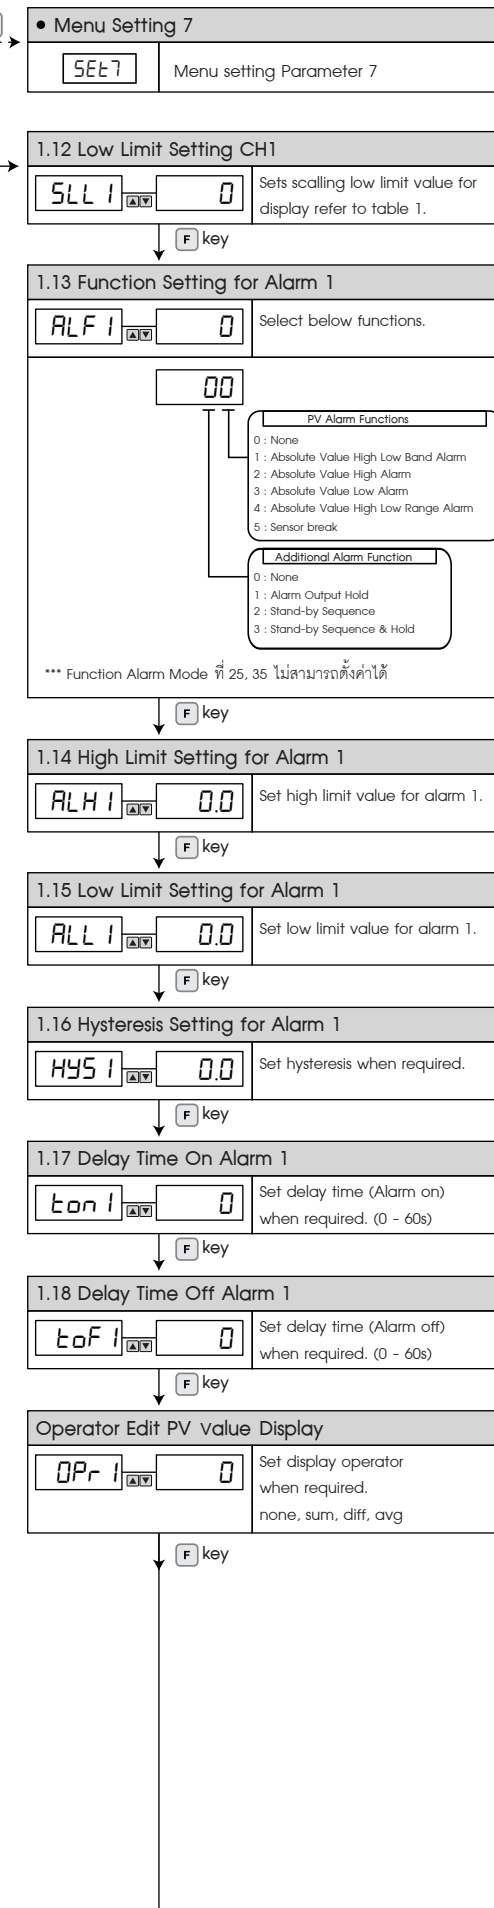 • Menu Setting 7
SEt7
Menu setting Parameter 7
1.12 Low Limit Setting CH1
SLL1 ▲▼ 0
Sets scalling low limit value for
display refer to table 1.
F key
1.13 Function Setting for Alarm 1
ALF1 ▲▼ 0
Select below functions.
00
PV Alarm Functions
0 : None
1 : Absolute Value High Low Band Alarm
2 : Absolute Value High Alarm
3 : Absolute Value Low Alarm
4 : Absolute Value High Low Range Alarm
5 : Sensor break
Additional Alarm Function
0 : None
1 : Alarm Output Hold
2 : Stand-by Sequence
3 : Stand-by Sequence & Hold
*** Function Alarm Mode ที่ 25, 35 ไม่สามารถตั้งค่าได้
F key
1.14 High Limit Setting for Alarm 1
ALH1 ▲▼ 0.0
Set high limit value for alarm 1.
F key
1.15 Low Limit Setting for Alarm 1
ALL1 ▲▼ 0.0
Set low limit value for alarm 1.
F key
1.16 Hysteresis Setting for Alarm 1
HYS1 ▲▼ 0.0
Set hysteresis when required.
F key
1.17 Delay Time On Alarm 1
ton1 ▲▼ 0
Set delay time (Alarm on)
when required. (0 - 60s)
F key
1.18 Delay Time Off Alarm 1
toF1 ▲▼ 0
Set delay time (Alarm off)
when required. (0 - 60s)
F key
Operator Edit PV Value Display
OPr1 ▲▼ 0
Set display operator
when required.
none, sum, diff, avg
F key